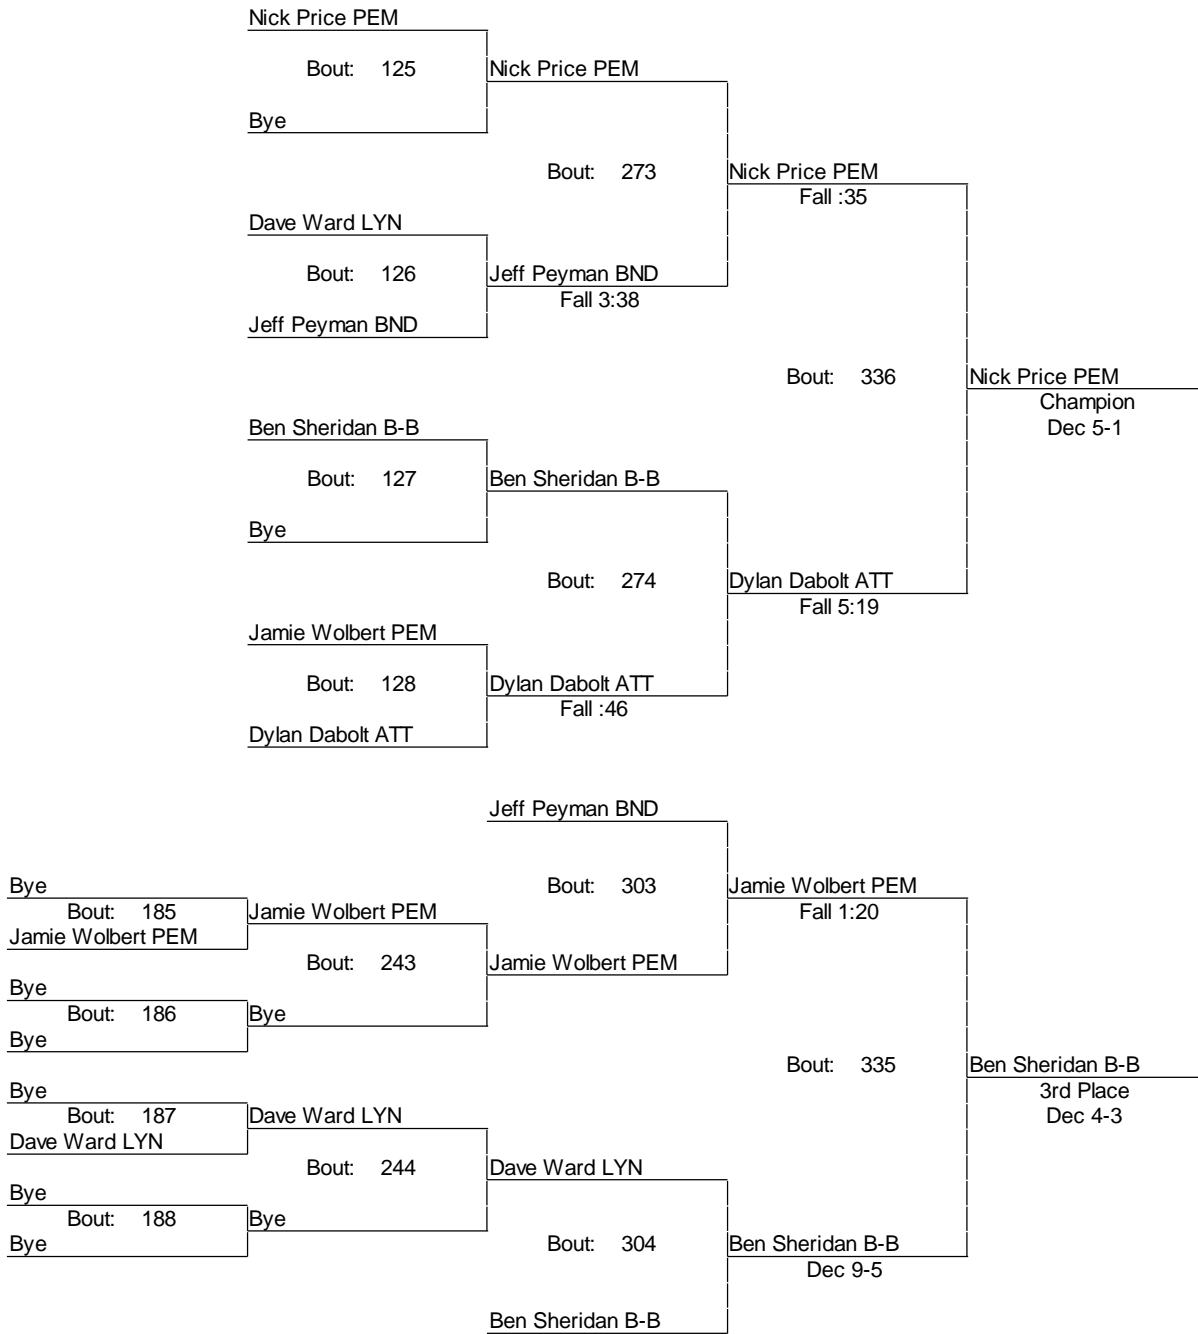 Nick Price PEM
Bout: 125 Nick Price PEM
Bye
Bout: 273 Nick Price PEM
Fall :35
Dave Ward LYN
Bout: 126 Jeff Peyman BND
Fall 3:38
Jeff Peyman BND
Bout: 336 Nick Price PEM
Champion
Dec 5-1
Ben Sheridan B-B
Bout: 127 Ben Sheridan B-B
Bye
Bout: 274 Dylan Dabolt ATT
Fall 5:19
Jamie Wolbert PEM
Bout: 128 Dylan Dabolt ATT
Fall :46
Dylan Dabolt ATT
Jeff Peyman BND
Bye Bout: 303 Jamie Wolbert PEM
Bout: 185 Jamie Wolbert PEM Fall 1:20
Jamie Wolbert PEM
Bout: 243 Jamie Wolbert PEM
Bye
Bout: 186 Bye
Bye
Bout: 335 Ben Sheridan B-B
3rd Place
Dec 4-3
Bye
Bout: 187 Dave Ward LYN
Dave Ward LYN
Bout: 244 Dave Ward LYN
Bye
Bout: 188 Bye
Bye Bout: 304 Ben Sheridan B-B
Dec 9-5
Ben Sheridan B-B